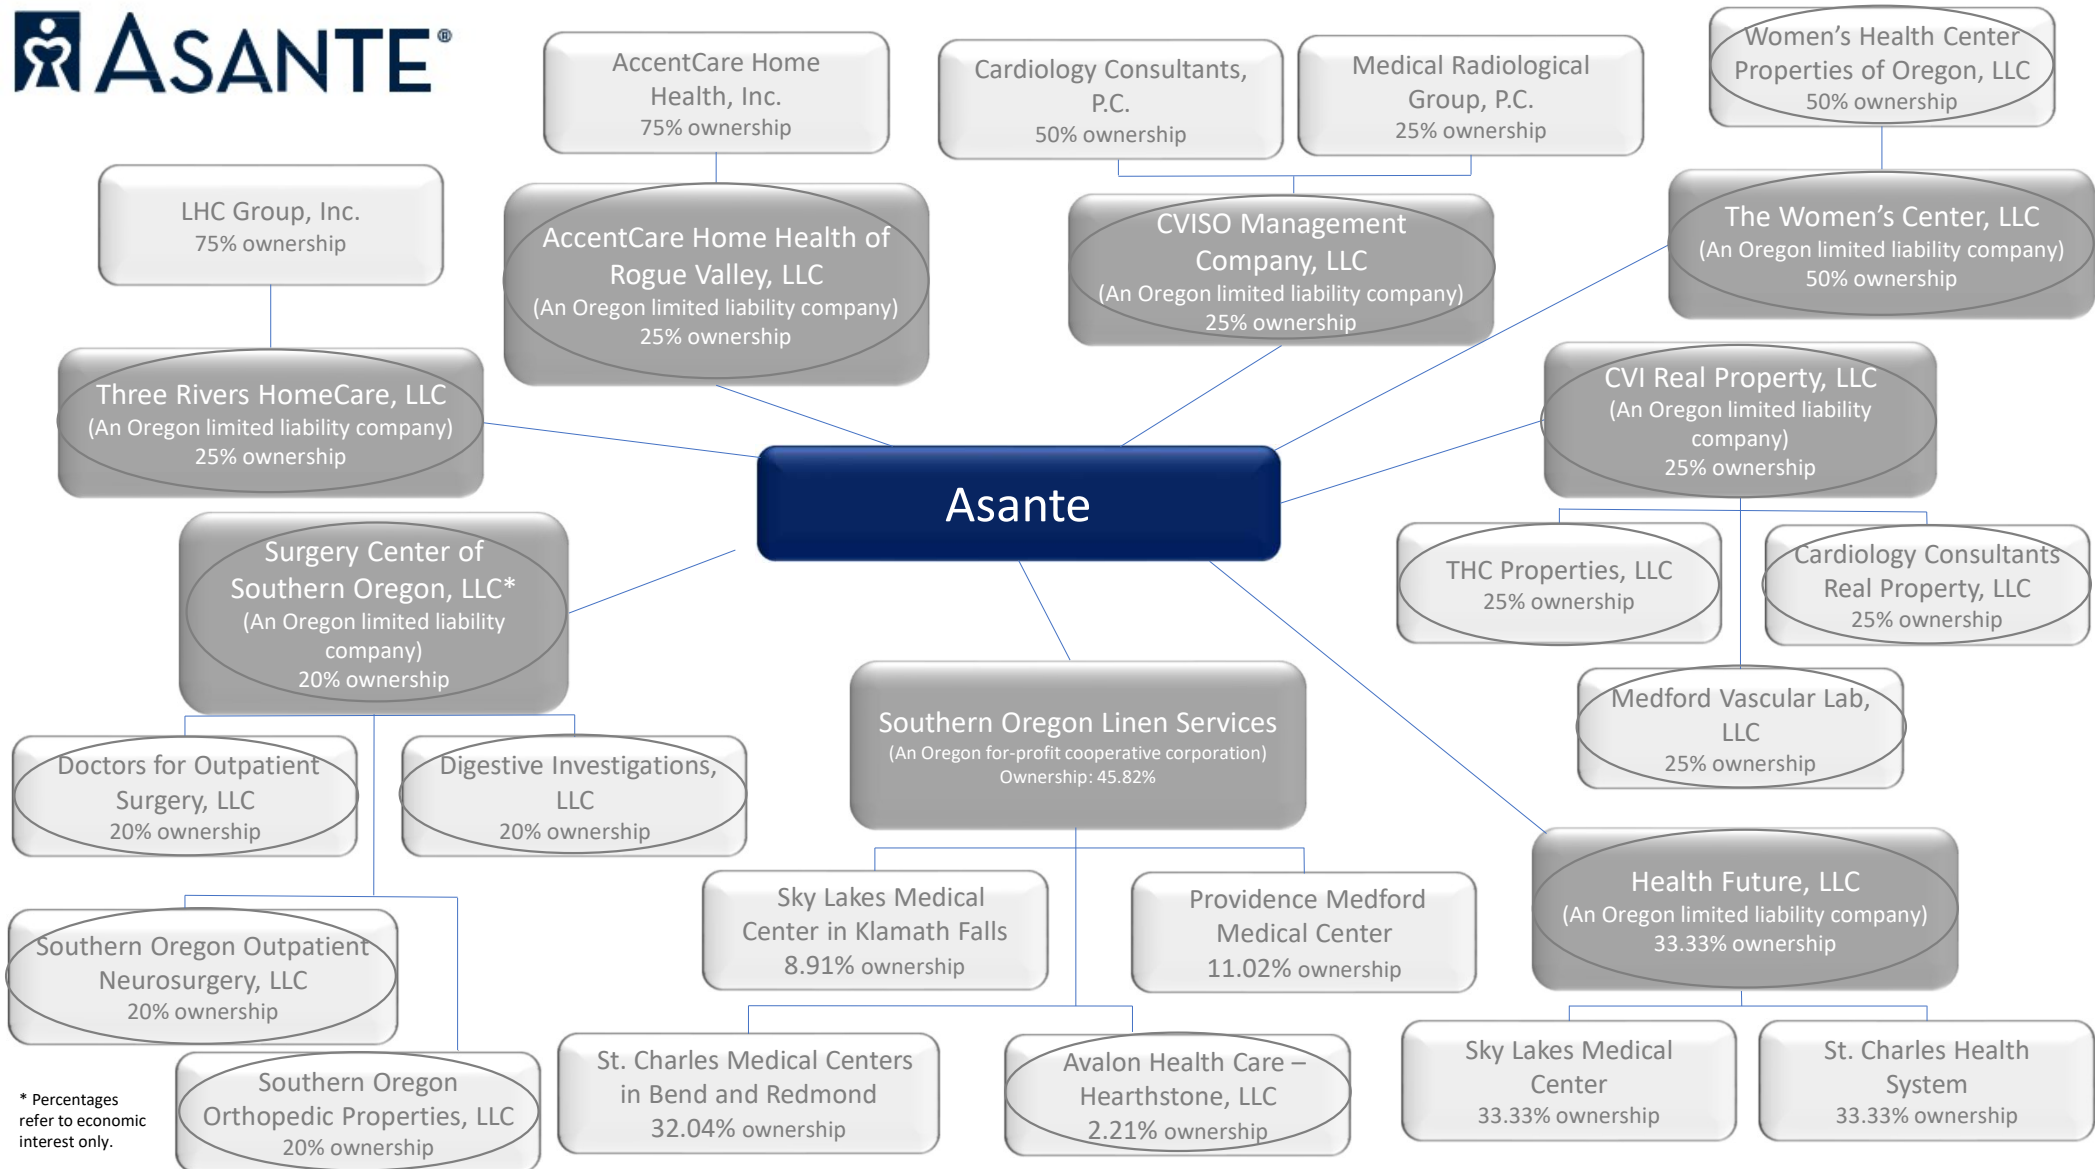 ASANTE®
AccentCare Home
Health, Inc.
75% ownership
Cardiology Consultants,
P.C.
50% ownership
Medical Radiological
Group, P.C.
25% ownership
Women's Health Center
Properties of Oregon, LLC
50% ownership
LHC Group, Inc.
75% ownership
AccentCare Home Health of
Rogue Valley, LLC
(An Oregon limited liability company)
25% ownership
CVISO Management
Company, LLC
(An Oregon limited liability company)
25% ownership
The Women's Center, LLC
(An Oregon limited liability company)
50% ownership
Three Rivers HomeCare, LLC
(An Oregon limited liability company)
25% ownership
CVI Real Property, LLC
(An Oregon limited liability
company)
25% ownership
Asante
Surgery Center of
Southern Oregon, LLC*
(An Oregon limited liability
company)
20% ownership
THC Properties, LLC
25% ownership
Cardiology Consultants
Real Property, LLC
25% ownership
Medford Vascular Lab,
LLC
25% ownership
Southern Oregon Linen Services
(An Oregon for-profit cooperative corporation)
Ownership: 45.82%
Doctors for Outpatient
Surgery, LLC
20% ownership
Digestive Investigations,
LLC
20% ownership
Sky Lakes Medical
Center in Klamath Falls
8.91% ownership
Providence Medford
Medical Center
11.02% ownership
Health Future, LLC
(An Oregon limited liability company)
33.33% ownership
Southern Oregon Outpatient
Neurosurgery, LLC
20% ownership
Southern Oregon
Orthopedic Properties, LLC
20% ownership
St. Charles Medical Centers
in Bend and Redmond
32.04% ownership
Avalon Health Care –
Hearthstone, LLC
2.21% ownership
Sky Lakes Medical
Center
33.33% ownership
St. Charles Health
System
33.33% ownership
* Percentages
refer to economic
interest only.